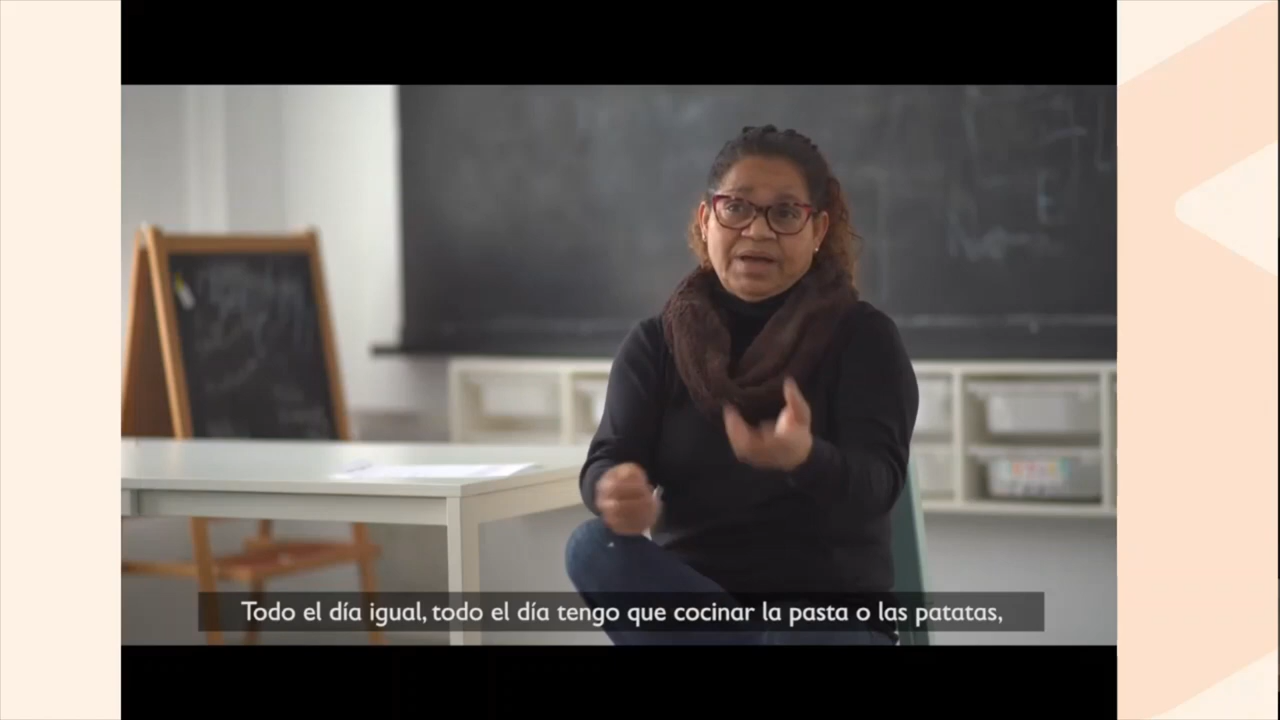 Todo el día igual, todo el día tengo que cocinar la pasta o las patatas,